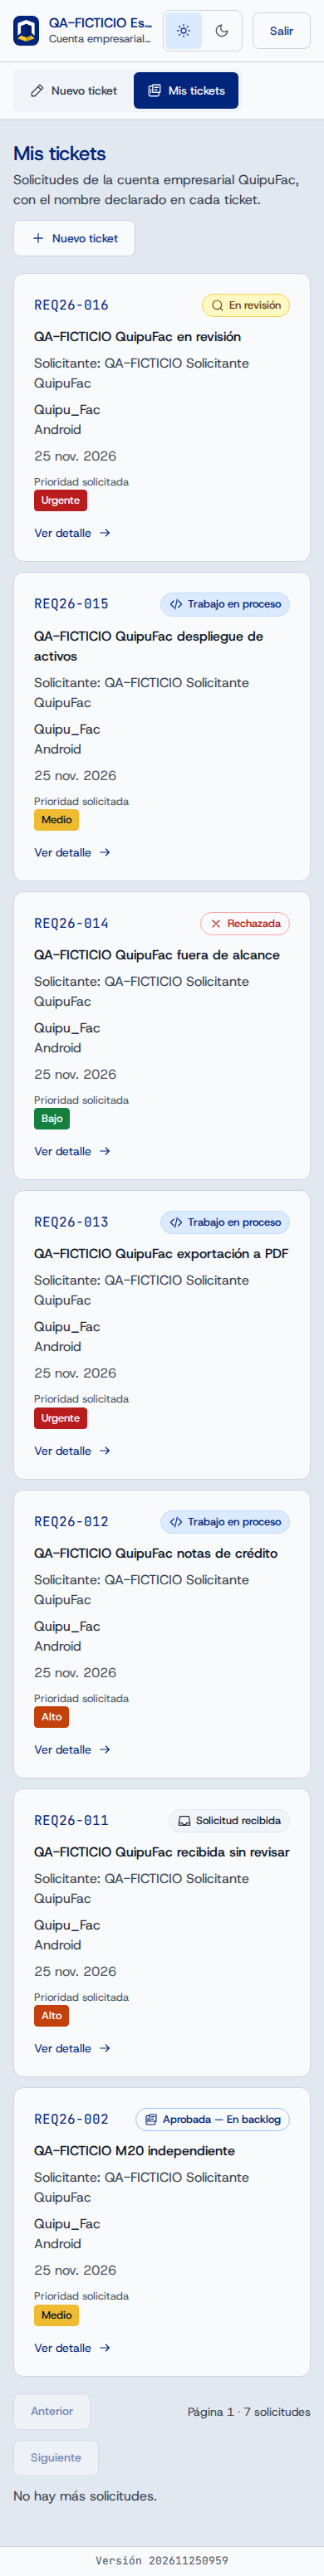 QA-FICTICIO Es...
Cuenta empresarial...
Salir
Nuevo ticket
Mis tickets
Mis tickets
Solicitudes de la cuenta empresarial QuipuFac,
con el nombre declarado en cada ticket.
Nuevo ticket
REQ26-016
En revisión
QA-FICTICIO QuipuFac en revisión
Solicitante: QA-FICTICIO Solicitante
QuipuFac
Quipu_Fac
Android
25 nov. 2026
Prioridad solicitada
Urgente
Ver detalle
REQ26-015
Trabajo en proceso
QA-FICTICIO QuipuFac despliegue de
activos
Solicitante: QA-FICTICIO Solicitante
QuipuFac
Quipu_Fac
Android
25 nov. 2026
Prioridad solicitada
Medio
Ver detalle
REQ26-014
Rechazada
QA-FICTICIO QuipuFac fuera de alcance
Solicitante: QA-FICTICIO Solicitante
QuipuFac
Quipu_Fac
Android
25 nov. 2026
Prioridad solicitada
Bajo
Ver detalle
REQ26-013
Trabajo en proceso
QA-FICTICIO QuipuFac exportación a PDF
Solicitante: QA-FICTICIO Solicitante
QuipuFac
Quipu_Fac
Android
25 nov. 2026
Prioridad solicitada
Urgente
Ver detalle
REQ26-012
Trabajo en proceso
QA-FICTICIO QuipuFac notas de crédito
Solicitante: QA-FICTICIO Solicitante
QuipuFac
Quipu_Fac
Android
25 nov. 2026
Prioridad solicitada
Alto
Ver detalle
REQ26-011
Solicitud recibida
QA-FICTICIO QuipuFac recibida sin revisar
Solicitante: QA-FICTICIO Solicitante
QuipuFac
Quipu_Fac
Android
25 nov. 2026
Prioridad solicitada
Alto
Ver detalle
REQ26-002
Aprobada — En backlog
QA-FICTICIO M20 independiente
Solicitante: QA-FICTICIO Solicitante
QuipuFac
Quipu_Fac
Android
25 nov. 2026
Prioridad solicitada
Medio
Ver detalle
Anterior
Página 1 · 7 solicitudes
Siguiente
No hay más solicitudes.
Versión 202611250959